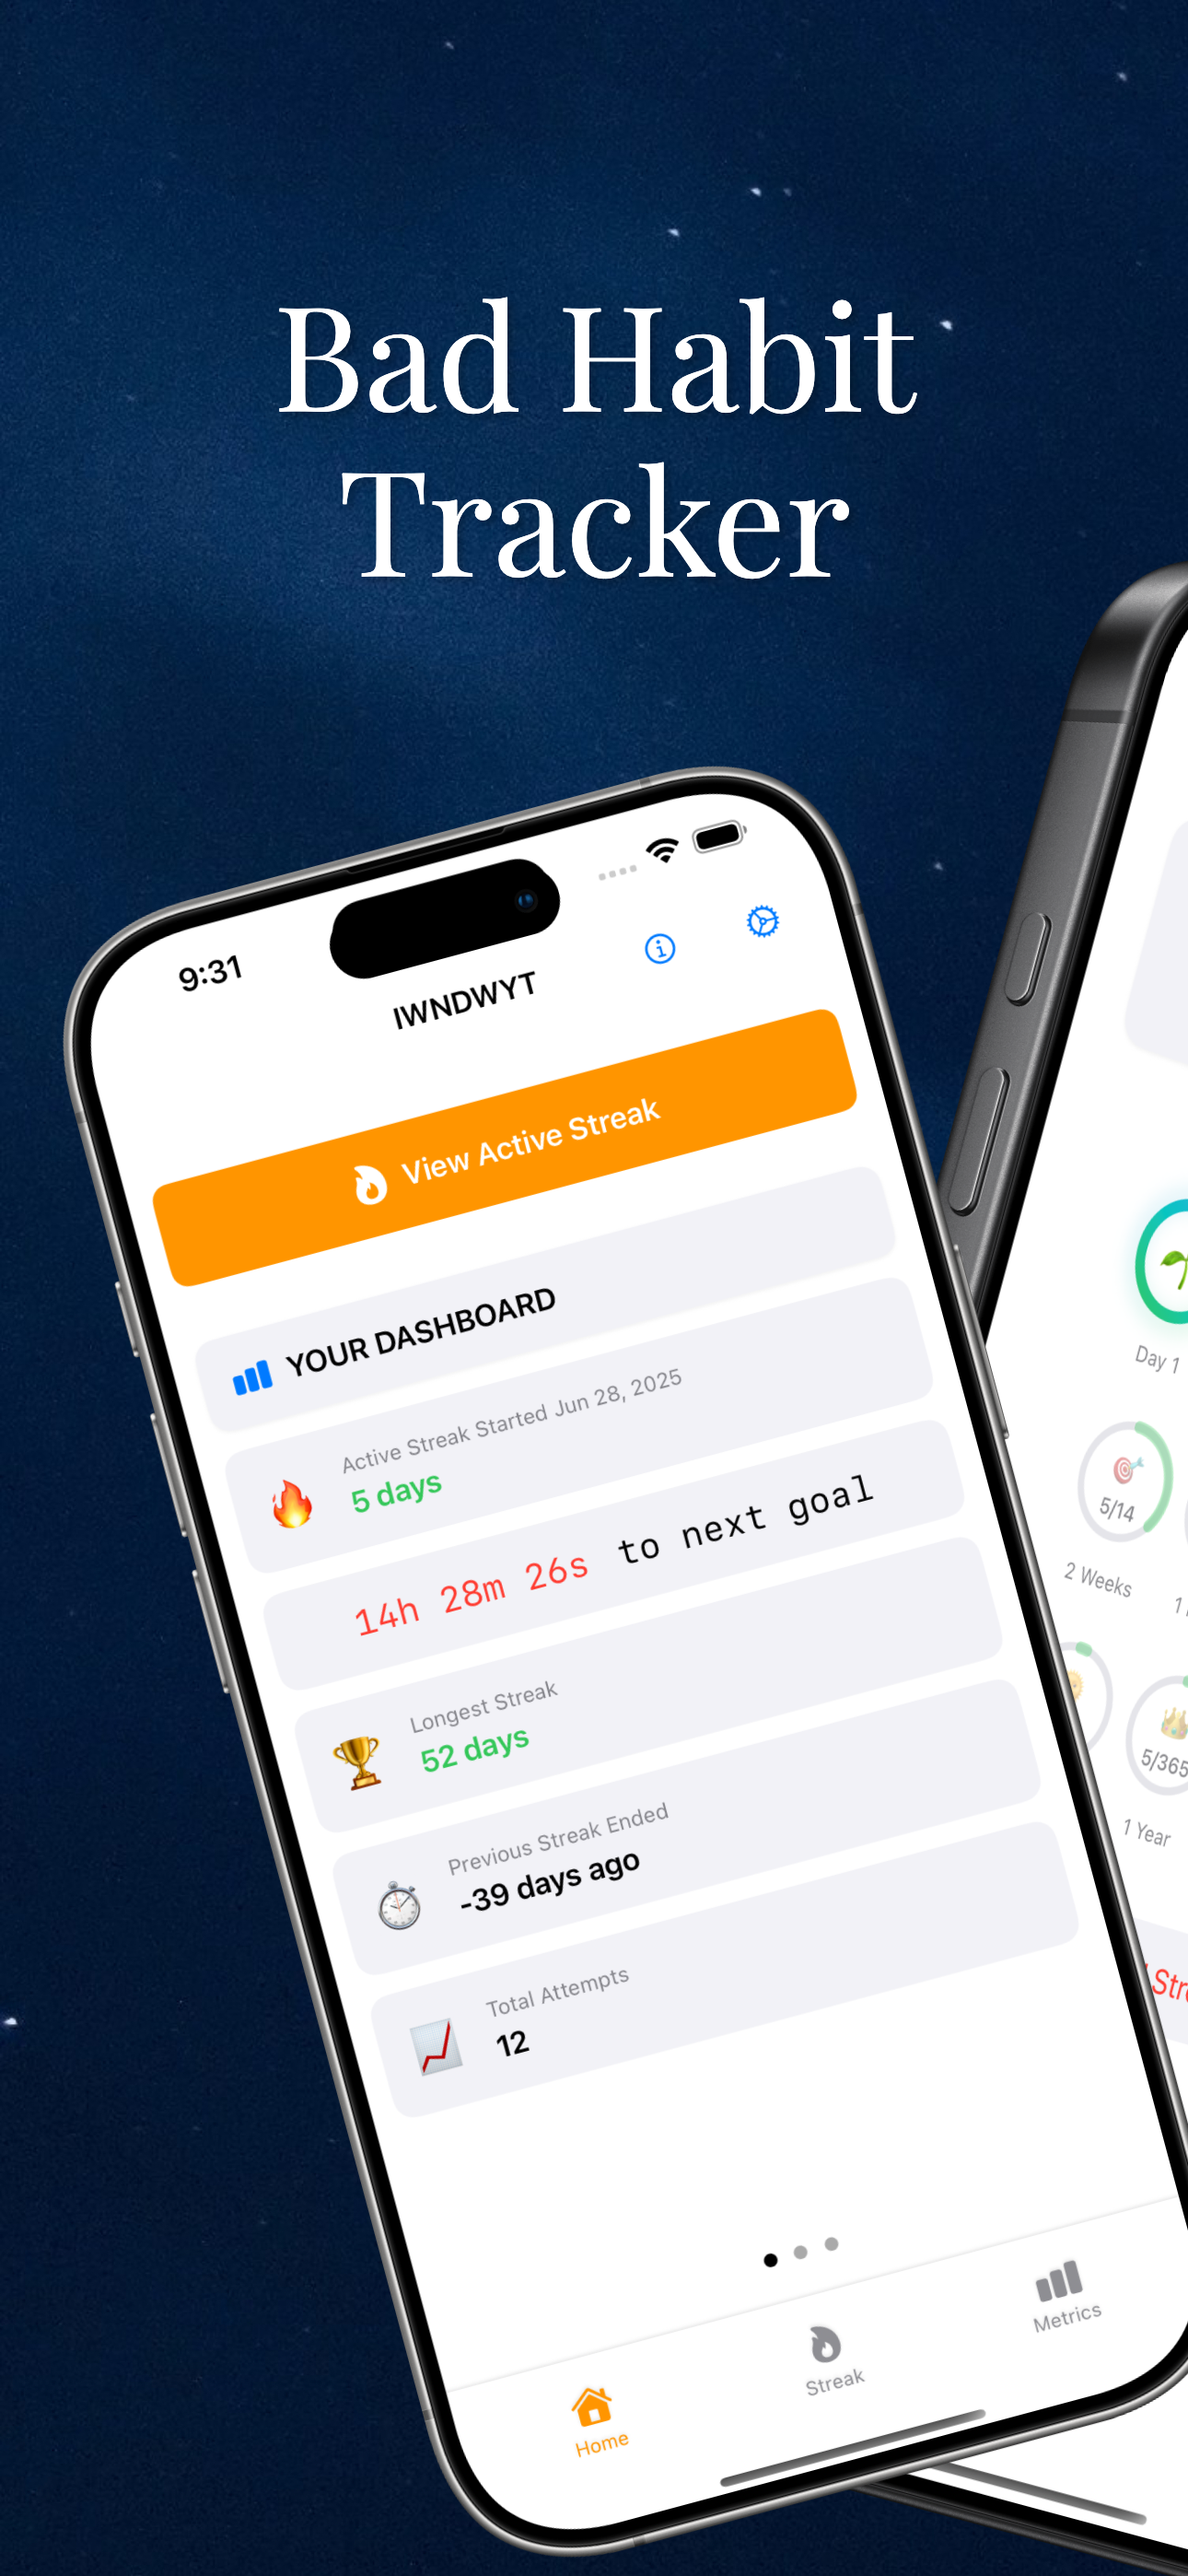 Bad Habit
Tracker
9:31
IWNDWYT
View Active Streak
YOUR DASHBOARD
Active Streak Started Jun 28, 2025
5 days
14h 28m 26s to next goal
Longest Streak
52 days
Previous Streak Ended
-39 days ago
Total Attempts
12
Home
Streak
Metrics
Day 1
5/14
2 Weeks
5/365
1 Year